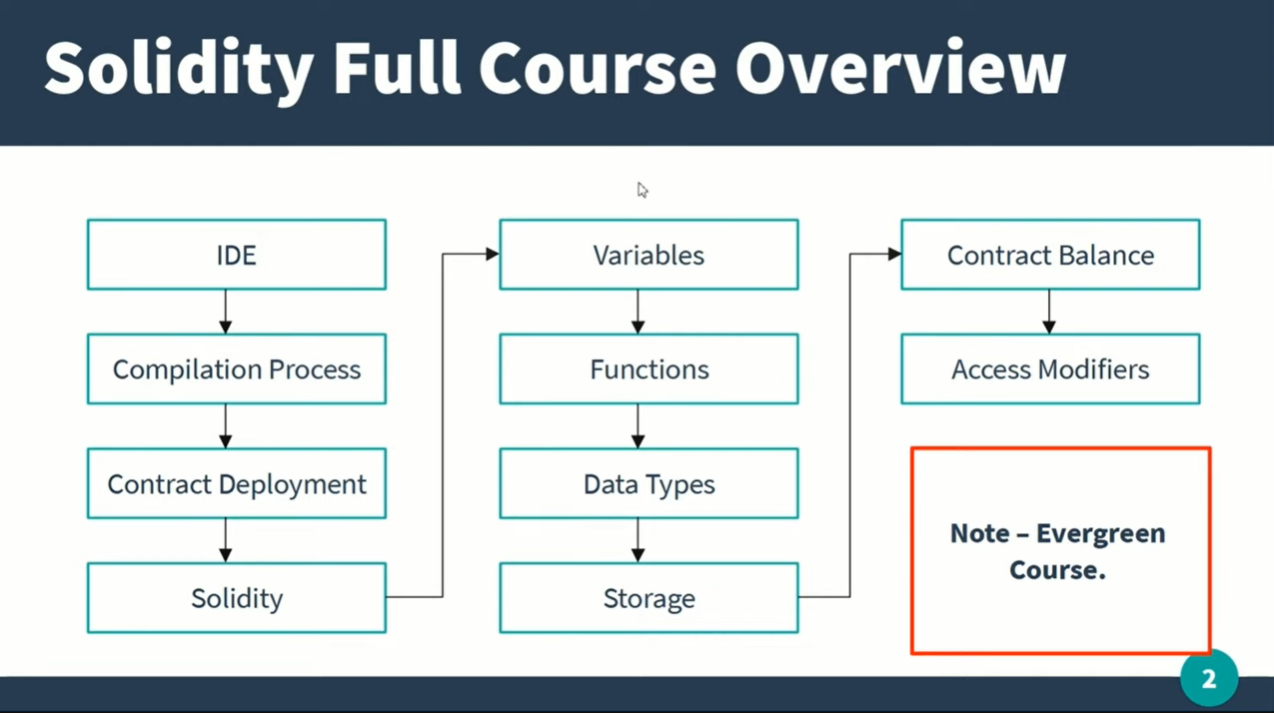 Solidity Full Course Overview
IDE
Compilation Process
Contract Deployment
Solidity
Variables
Functions
Data Types
Storage
Contract Balance
Access Modifiers
Note – Evergreen
Course.
2